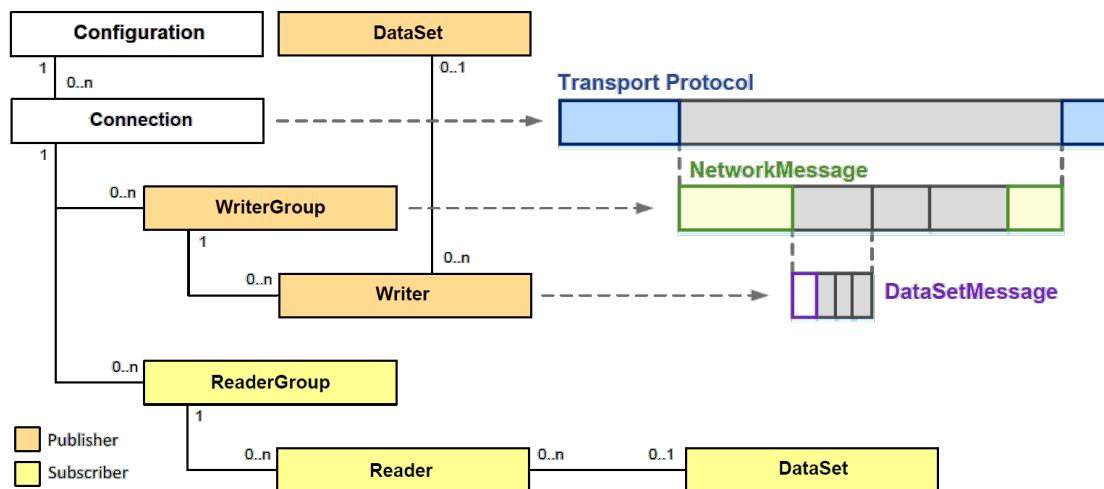 Configuration
DataSet
1
0..n
0..1
Transport Protocol
Connection
1
NetworkMessage
0..n
WriterGroup
1
0..n
0..n
Writer
DataSetMessage
0..n
ReaderGroup
1
Publisher
Subscriber
0..n
Reader
0..n
0..1
DataSet